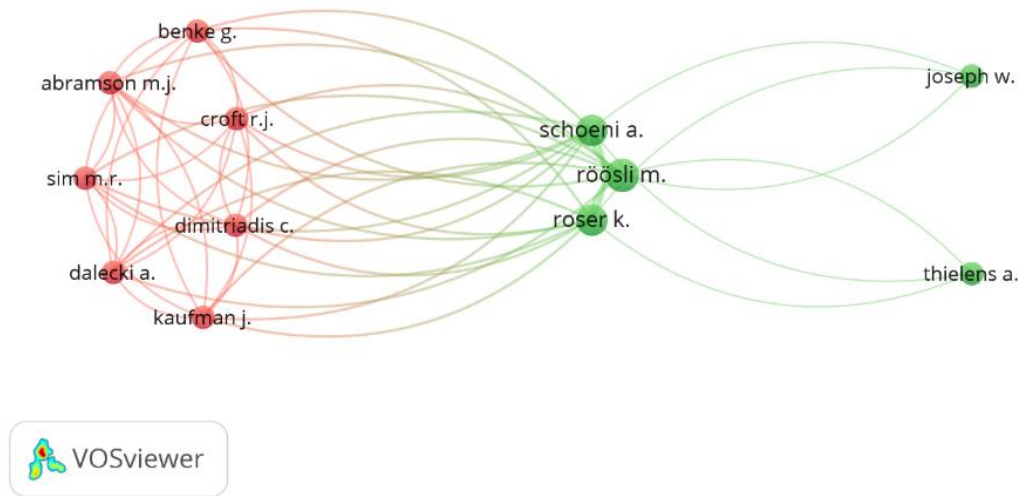 benke g.
abramson m.j.
croft r.j.
sim m.r.
dimitriadis c.
dalecki a.
kaufman j.
schoeni a.
röösli m.
roser k.
joseph w.
thielens a.
VOSviewer